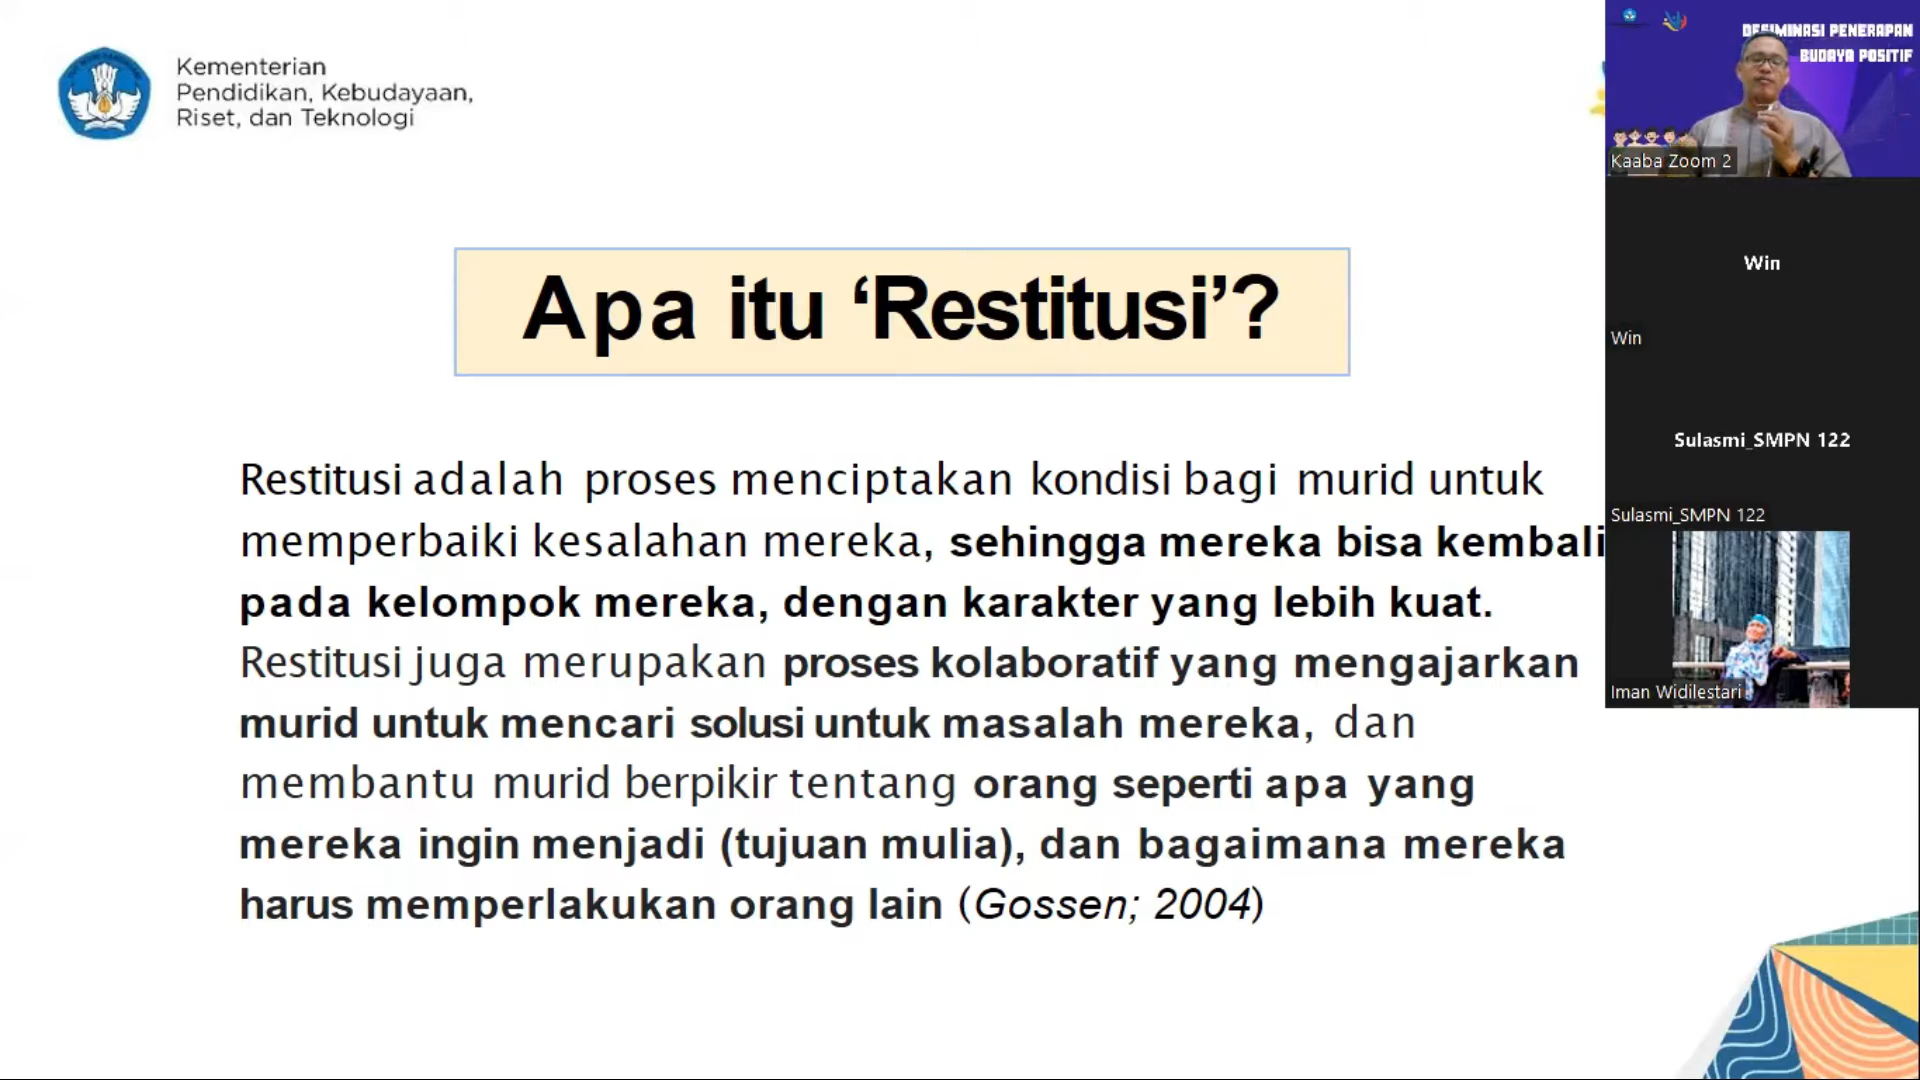 Kementerian
Pendidikan, Kebudayaan,
Riset, dan Teknologi
Apa itu ‘Restitusi’?
Restitusi adalah proses menciptakan kondisi bagi murid untuk
memperbaiki kesalahan mereka, sehingga mereka bisa kembali
pada kelompok mereka, dengan karakter yang lebih kuat.
Restitusi juga merupakan proses kolaboratif yang mengajarkan
murid untuk mencari solusi untuk masalah mereka, dan
membantu murid berpikir tentang orang seperti apa yang
mereka ingin menjadi (tujuan mulia), dan bagaimana mereka
harus memperlakukan orang lain (Gossen; 2004)
DESIMINASI PENERAPAN
BUDAYA POSITIF
Kaaba Zoom 2
Win
Win
Sulasmi_SMPN 122
Sulasmi_SMPN 122
Iman Widilestari